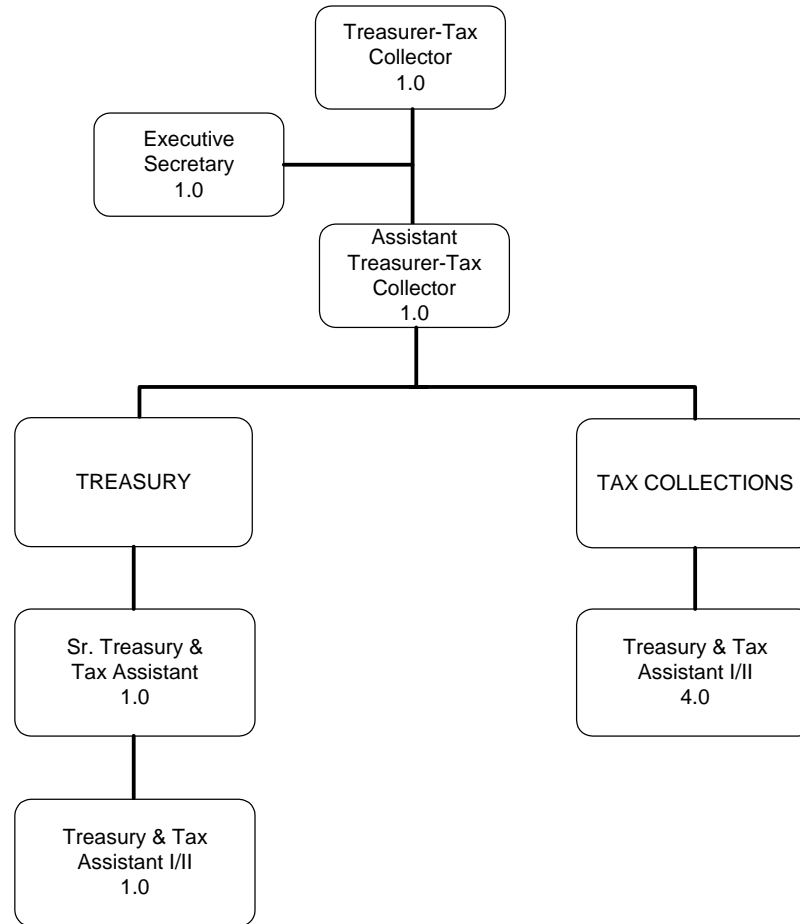 Treasurer-Tax
Collector
1.0
Executive
Secretary
1.0
Assistant
Treasurer-Tax
Collector
1.0
TREASURY
TAX COLLECTIONS
Sr. Treasury &
Tax Assistant
1.0
Treasury & Tax
Assistant I/II
4.0
Treasury & Tax
Assistant I/II
1.0